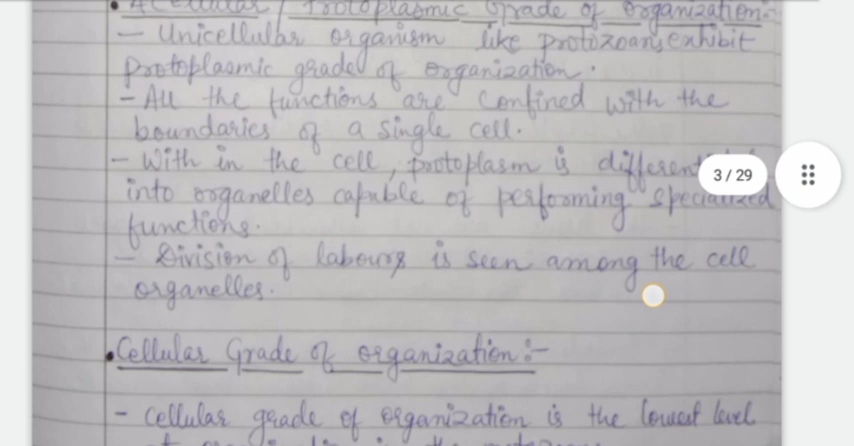 • Acellular / Protoplasmic Grade of Organization:-
- Unicellular organism like protozoans exhibit
protoplasmic grade of organization.
- All the functions are confined with the
boundaries of a single cell.
- With in the cell, protoplasm is
3 / 29
into organelles capable of performing specialized
functions.
- Division of labours is seen among the cell
organelles.
• Cellular Grade of organization:-
- Cellular grade of organization is the lowest level